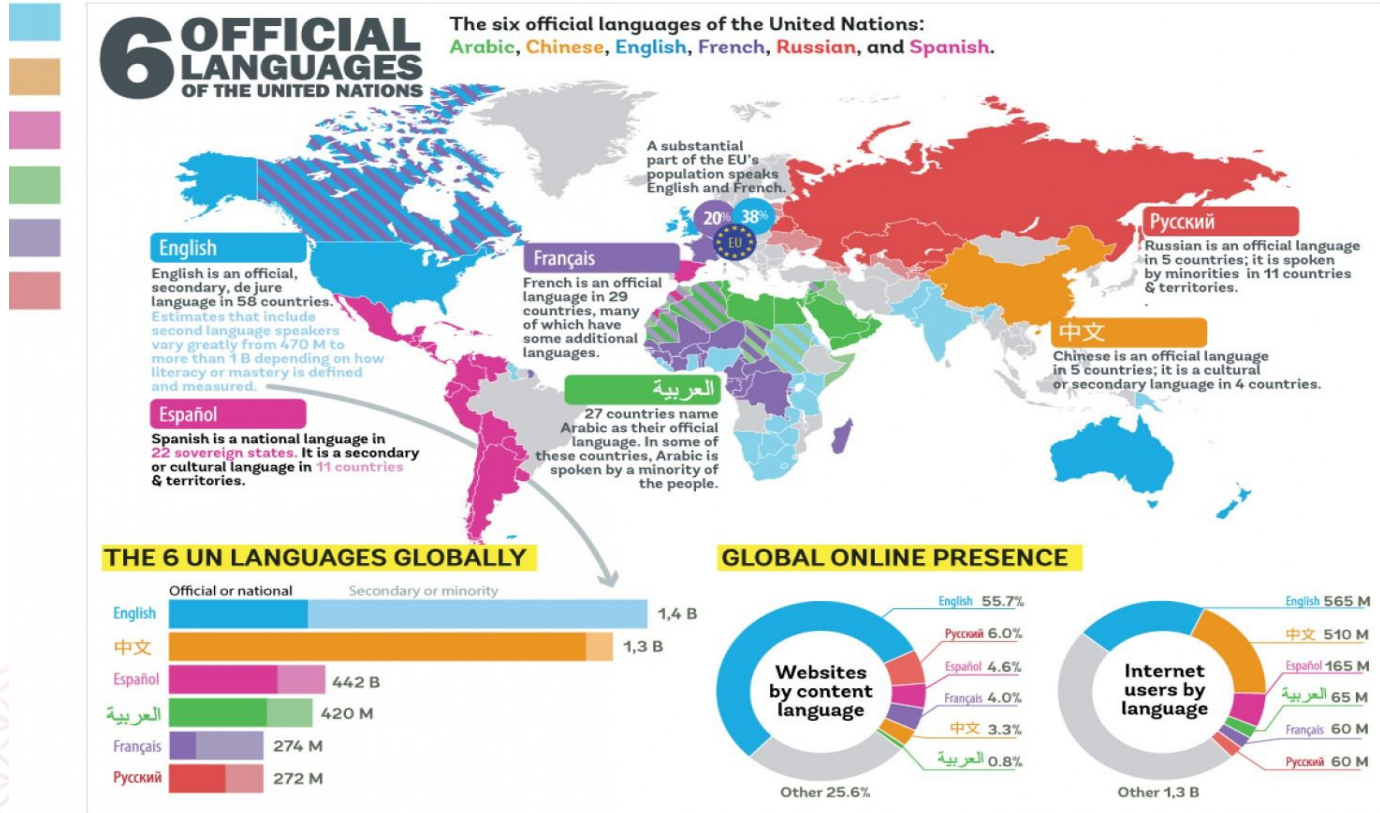 6 OFFICIAL
LANGUAGES
OF THE UNITED NATIONS
The six official languages of the United Nations:
Arabic, Chinese, English, French, Russian, and Spanish.
A substantial
part of the EU's
population speaks
English and French.
20% 38%
EU
English
English is an official,
secondary, de jure
language in 58 countries.
Estimates that include
second language speakers
vary greatly from 470 M to
more than 1 B depending on how
literacy or mastery is defined
and measured.
Español
Spanish is a national language in
22 sovereign states. It is a secondary
or cultural language in 11 countries
& territories.
Français
French is an official
language in 29
countries, many
of which have
some additional
languages.
العربية
27 countries name
Arabic as their official
language. In some of
these countries, Arabic is
spoken by a minority of
the people.
Русский
Russian is an official language
in 5 countries; it is spoken
by minorities in 11 countries
& territories.
中文
Chinese is an official language
in 5 countries; it is a cultural
or secondary language in 4 countries.
THE 6 UN LANGUAGES GLOBALLY
Official or national Secondary or minority
English 1,4 B
中文 1,3 B
Español 442 B
العربية 420 M
Français 274 M
Русский 272 M
GLOBAL ONLINE PRESENCE
Websites
by content
language
English 55.7%
Русский 6.0%
Español 4.6%
Français 4.0%
中文 3.3%
العربية 0.8%
Other 25.6%
Internet
users by
language
English 565 M
中文 510 M
Español 165 M
العربية 65 M
Français 60 M
Русский 60 M
Other 1,3 B